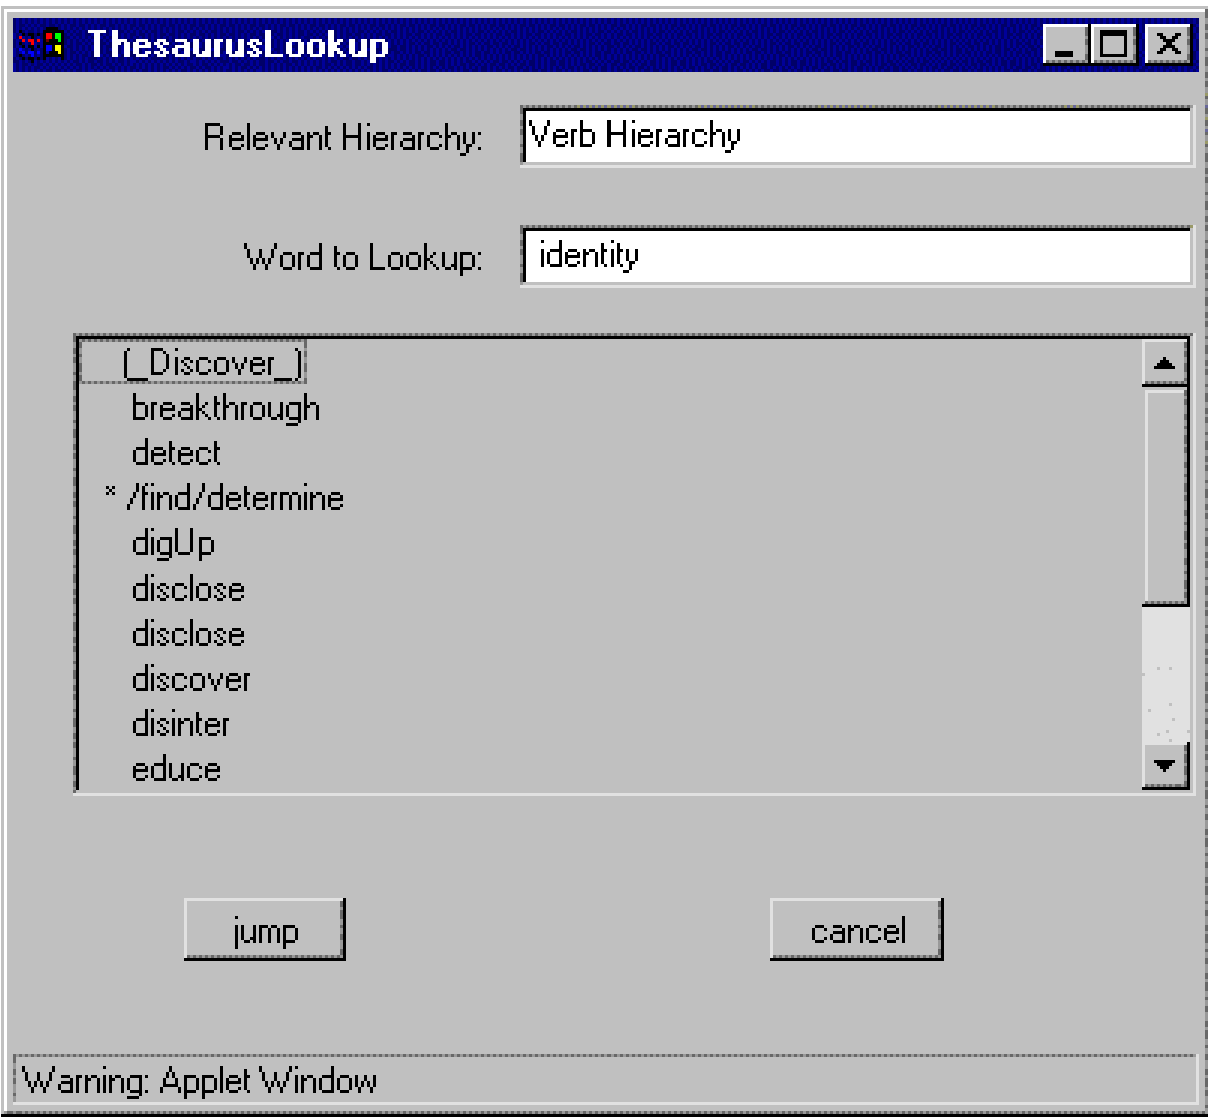 ThesaurusLookup
Relevant Hierarchy: Verb Hierarchy
Word to Lookup: identity
(_Discover_)
breakthrough
detect
* /find/determine
digUp
disclose
disclose
discover
disinter
educe
jump cancel
Warning: Applet Window